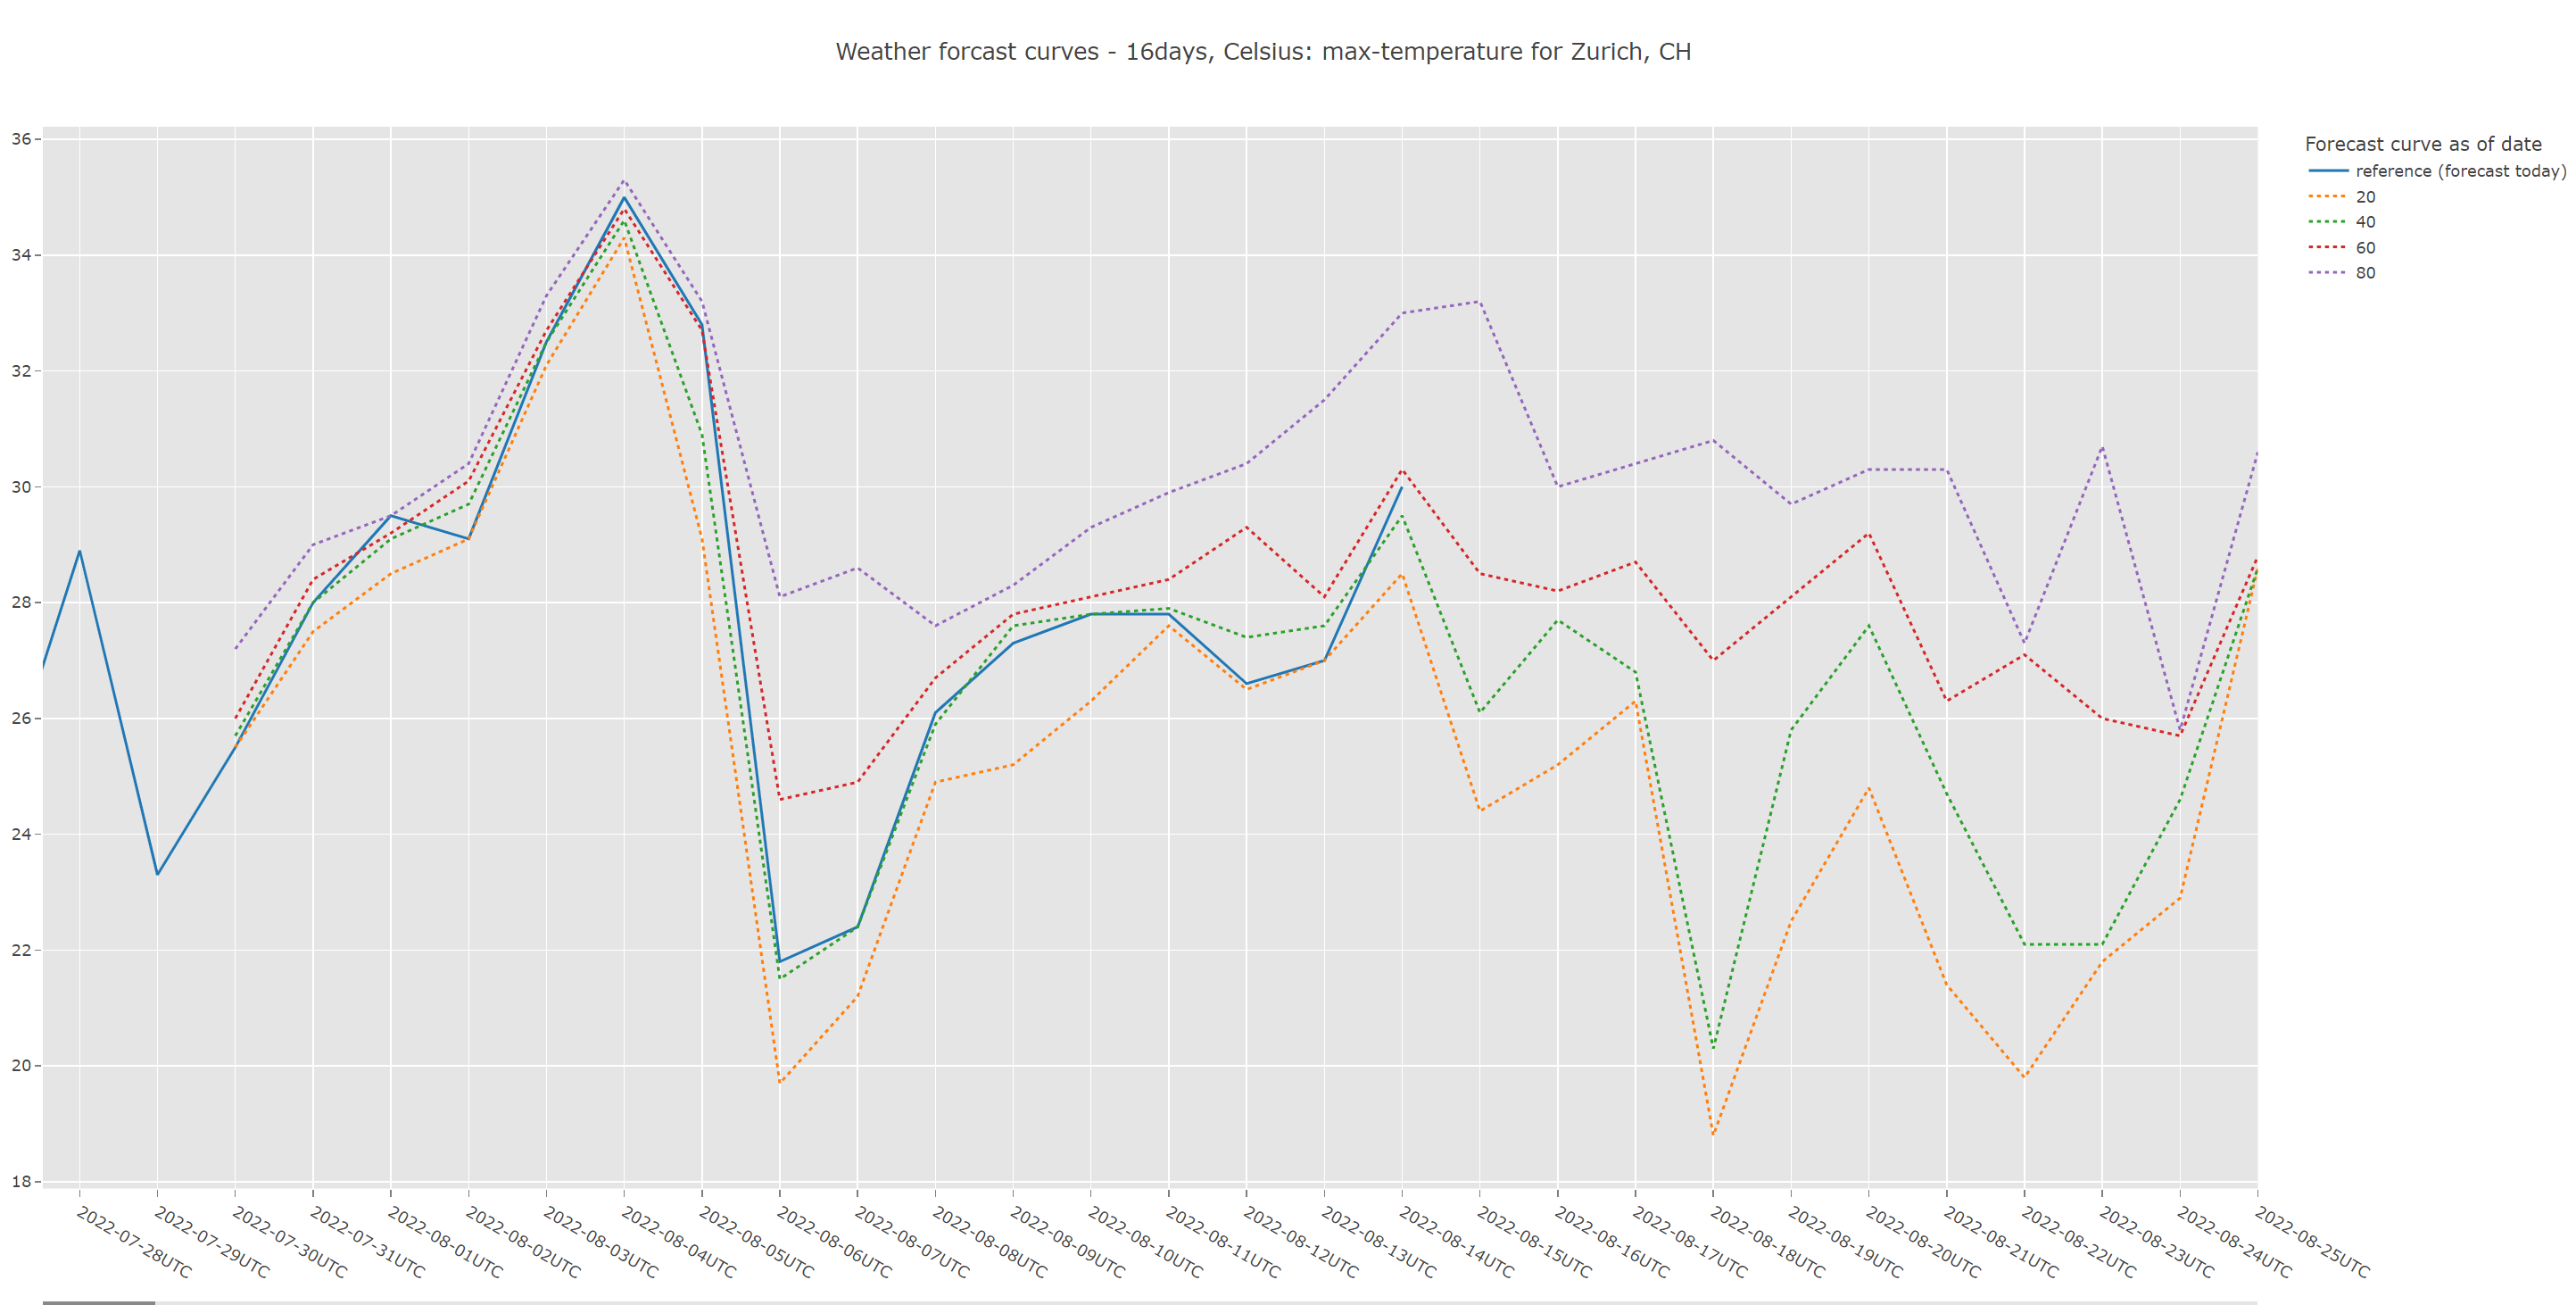 Weather forcast curves - 16days, Celsius: max-temperature for Zurich, CH
36
34
32
30
28
26
24
22
20
18
Forecast curve as of date
reference (forecast today)
20
40
60
80
2022-07-28UTC
2022-07-29UTC
2022-07-30UTC
2022-07-31UTC
2022-08-01UTC
2022-08-02UTC
2022-08-03UTC
2022-08-04UTC
2022-08-05UTC
2022-08-06UTC
2022-08-07UTC
2022-08-08UTC
2022-08-09UTC
2022-08-10UTC
2022-08-11UTC
2022-08-12UTC
2022-08-13UTC
2022-08-14UTC
2022-08-15UTC
2022-08-16UTC
2022-08-17UTC
2022-08-18UTC
2022-08-19UTC
2022-08-20UTC
2022-08-21UTC
2022-08-22UTC
2022-08-23UTC
2022-08-24UTC
2022-08-25UTC